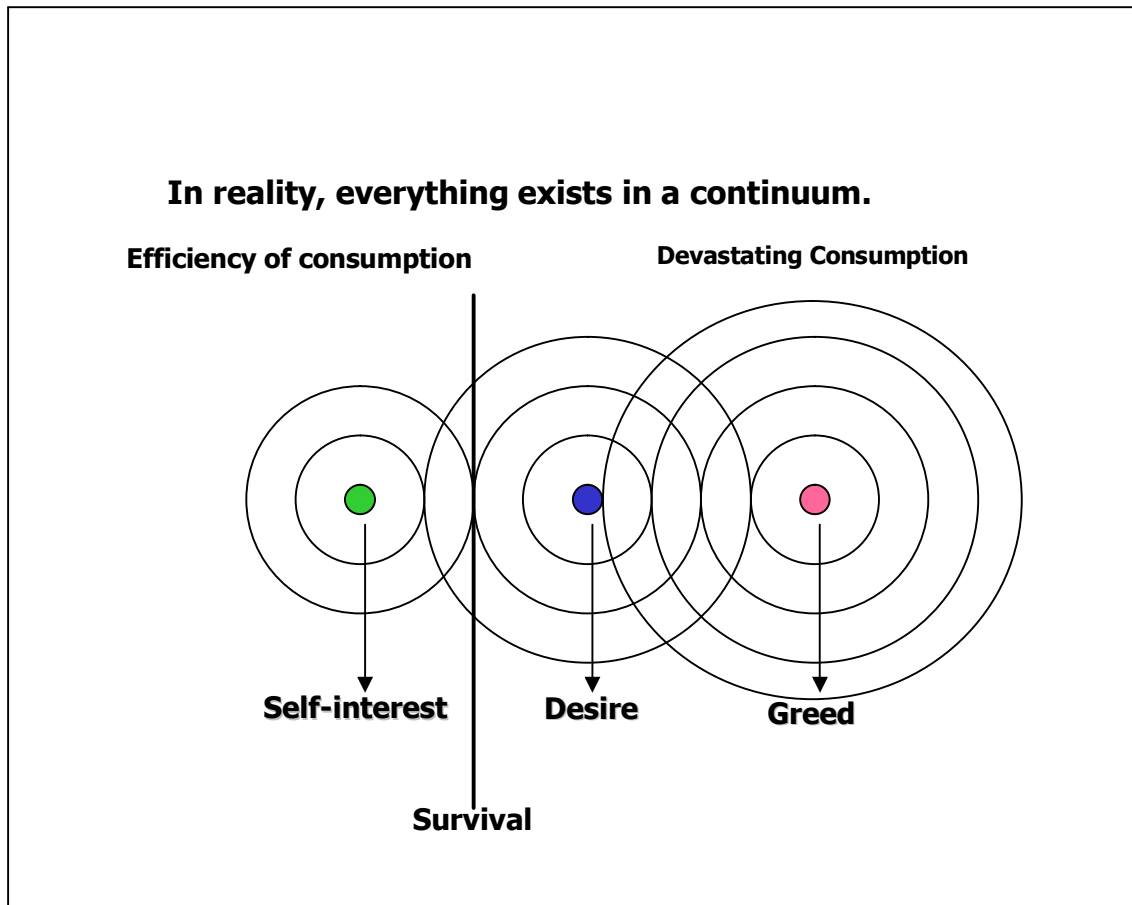 In reality, everything exists in a continuum.
Efficiency of consumption
Devastating Consumption
Self-interest
Desire
Greed
Survival